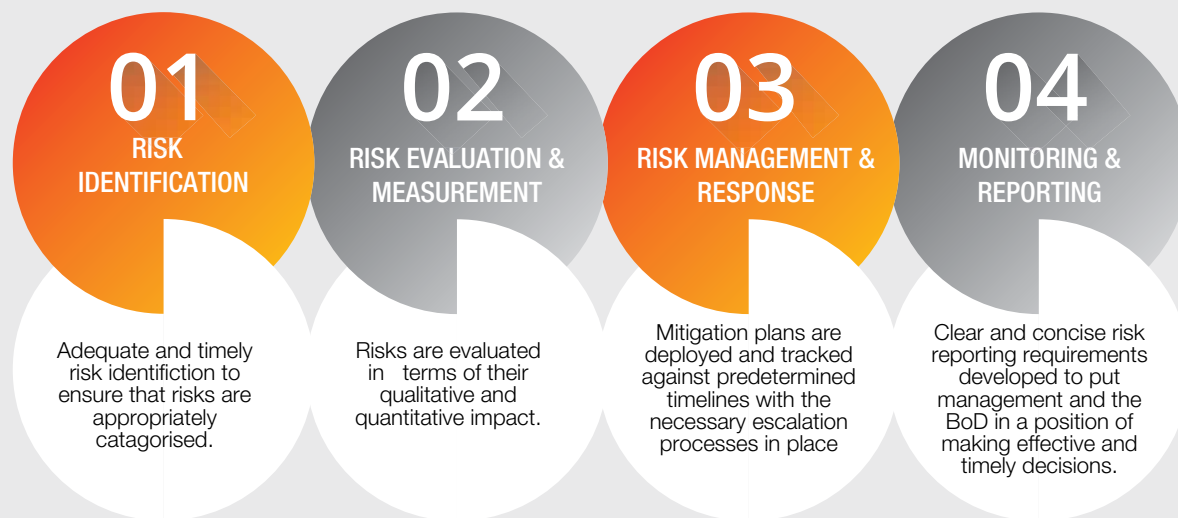 01
RISK
IDENTIFICATION
Adequate and timely
risk identifiction to
ensure that risks are
appropriately
catagorised.
02
RISK EVALUATION &
MEASUREMENT
Risks are evaluated
in terms of their
qualitative and
quantitative impact.
03
RISK MANAGEMENT &
RESPONSE
Mitigation plans are
deployed and tracked
against predetermined
timelines with the
necessary escalation
processes in place
04
MONITORING &
REPORTING
Clear and concise risk
reporting requirements
developed to put
management and the
BoD in a position of
making effective and
timely decisions.